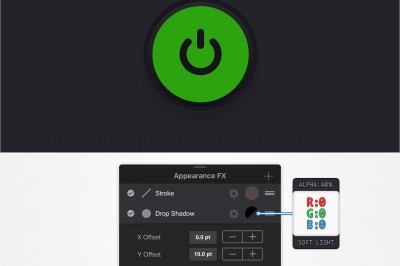 Appearance FX
Stroke
Drop Shadow
X Offset 0.0 pt
Y Offset 10.0 pt
ALPHA:40%
R:0
G:0
B:0
SOFT LIGHT